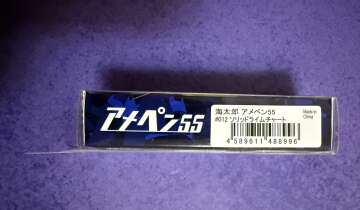 アメペン55
海太郎 アメペン55
#012 ソリッドライムチャート
Made in
China
4 589611 488996